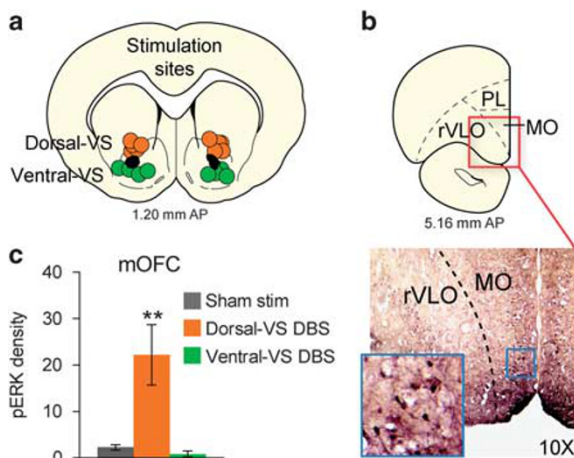 a
Stimulation
sites
Dorsal-VS
Ventral-VS
1.20 mm AP
b
PL
rVLO
MO
5.16 mm AP
rVLO
MO
10X
c
mOFC
pERK density
40
30
20
10
0
**
Sham stim
Dorsal-VS DBS
Ventral-VS DBS